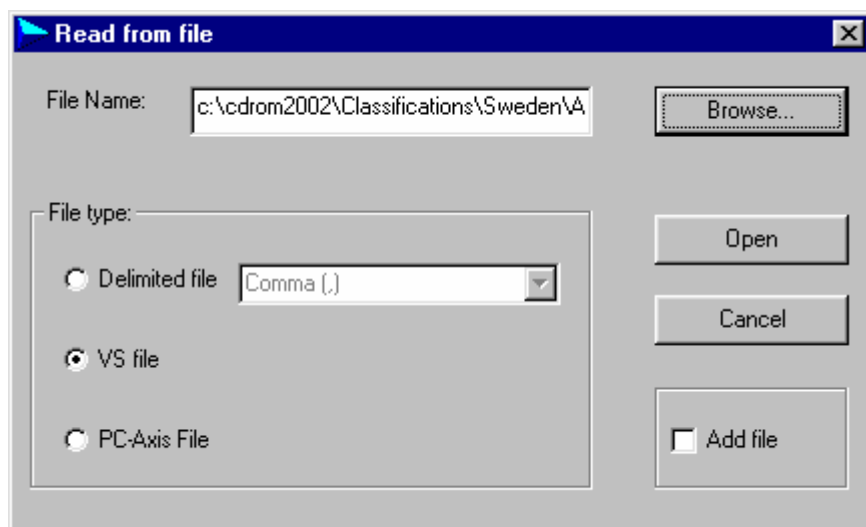 Read from file
File Name: c:\cdrom2002\Classifications\Sweden\A Browse...
File type:
Open
Delimited file Comma (,)
Cancel
VS file
PC-Axis File Add file